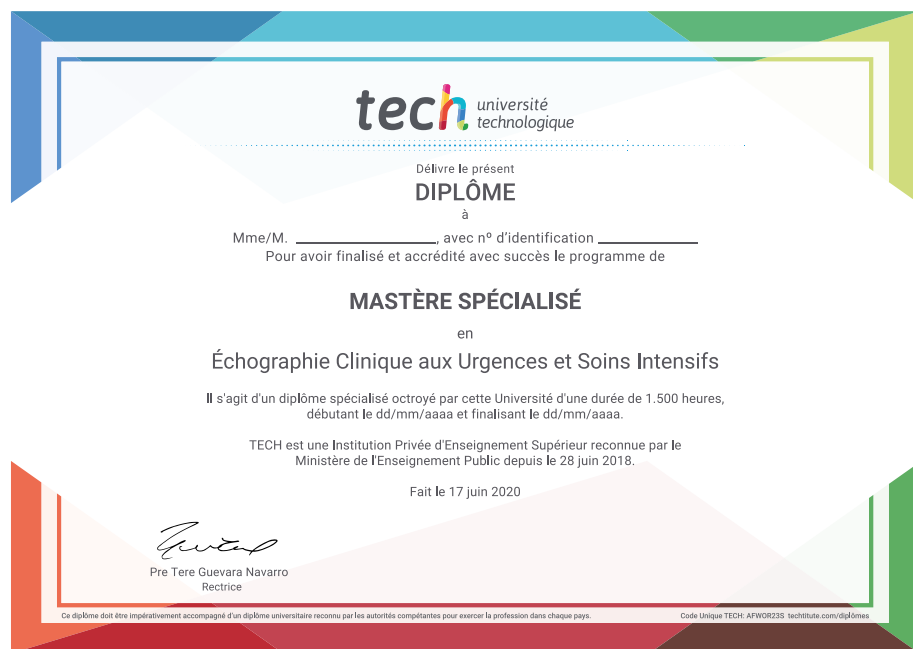 tech université
technologique
Délivre le présent
DIPLÔME
à
Mme/M. ____________, avec nº d'identification ____________
Pour avoir finalisé et accrédité avec succès le programme de
MASTÈRE SPÉCIALISÉ
en
Échographie Clinique aux Urgences et Soins Intensifs
Il s'agit d'un diplôme spécialisé octroyé par cette Université d'une durée de 1.500 heures,
débutant le dd/mm/aaaa et finalisant le dd/mm/aaaa.
TECH est une Institution Privée d'Enseignement Supérieur reconnue par le
Ministère de l'Enseignement Public depuis le 28 juin 2018.
Fait le 17 juin 2020
Pre Tere Guevara Navarro
Rectrice
Ce diplôme doit être impérativement accompagné d'un diplôme universitaire reconnu par les autorités compétentes pour exercer la profession dans chaque pays.
Code Unique TECH: AFWOR23S techtitute.com/diplômes